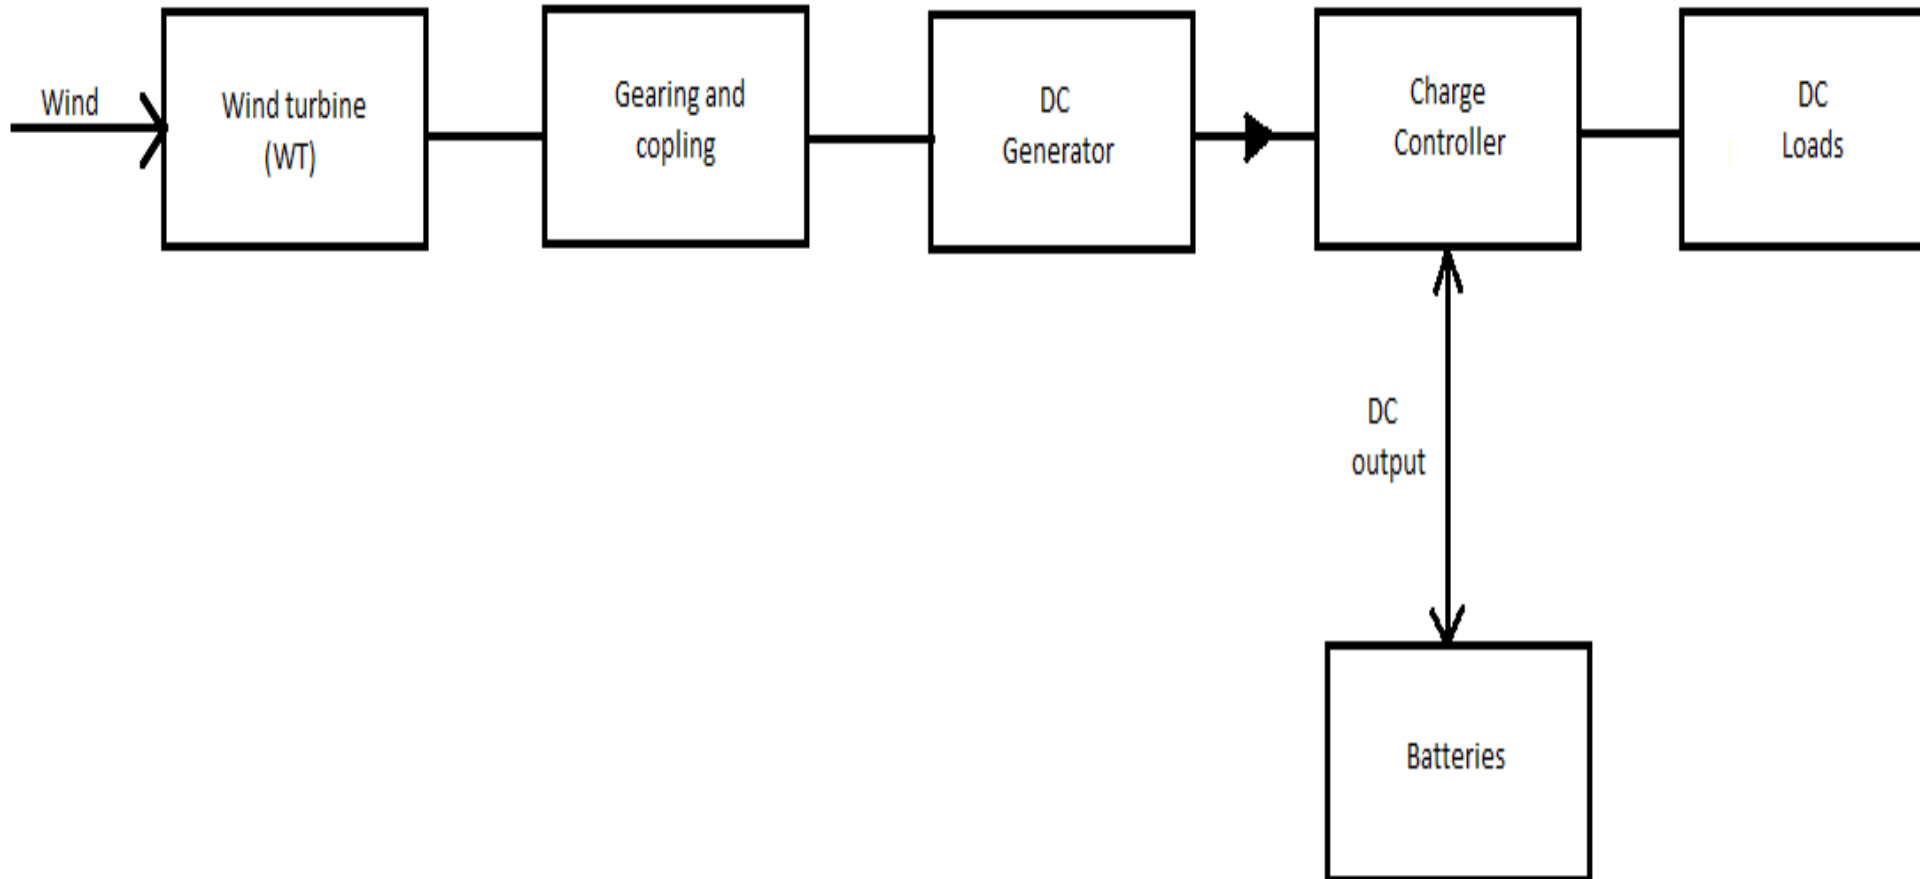 Wind
Wind turbine
(WT)
Gearing and
copling
DC
Generator
Charge
Controller
DC
Loads
DC
output
Batteries